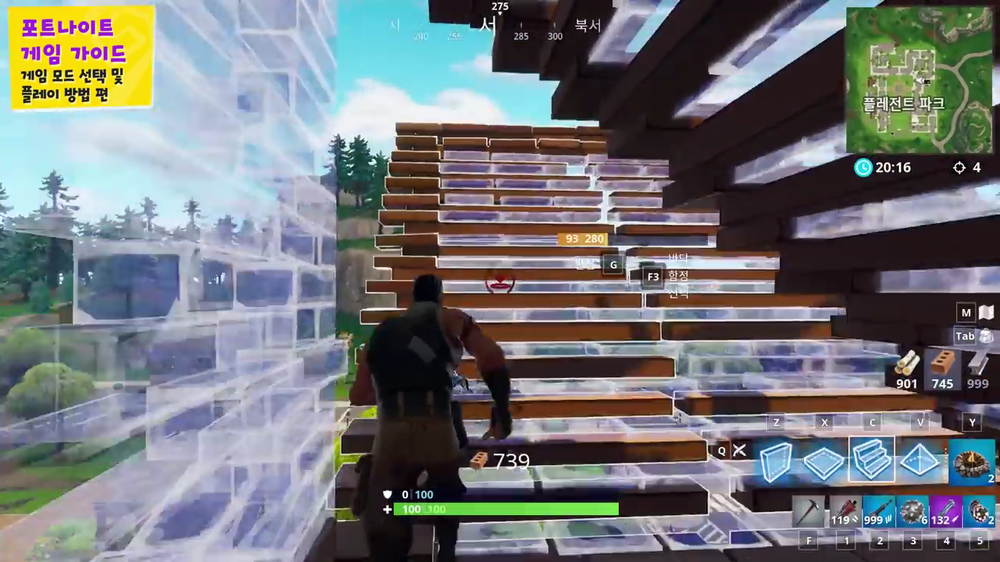 포트나이트
게임 가이드
게임 모드 선택 및
플레이 방법 편
275
서
북서
240
285
300
플레전트 파크
20:16
4
93 280
G
F3
바닥
함정
선택
M
Tab
901
745
999
Z
X
C
V
Y
Q
2
739
0 100
100 100
119
999
6
132
2
F
1
2
3
4
5